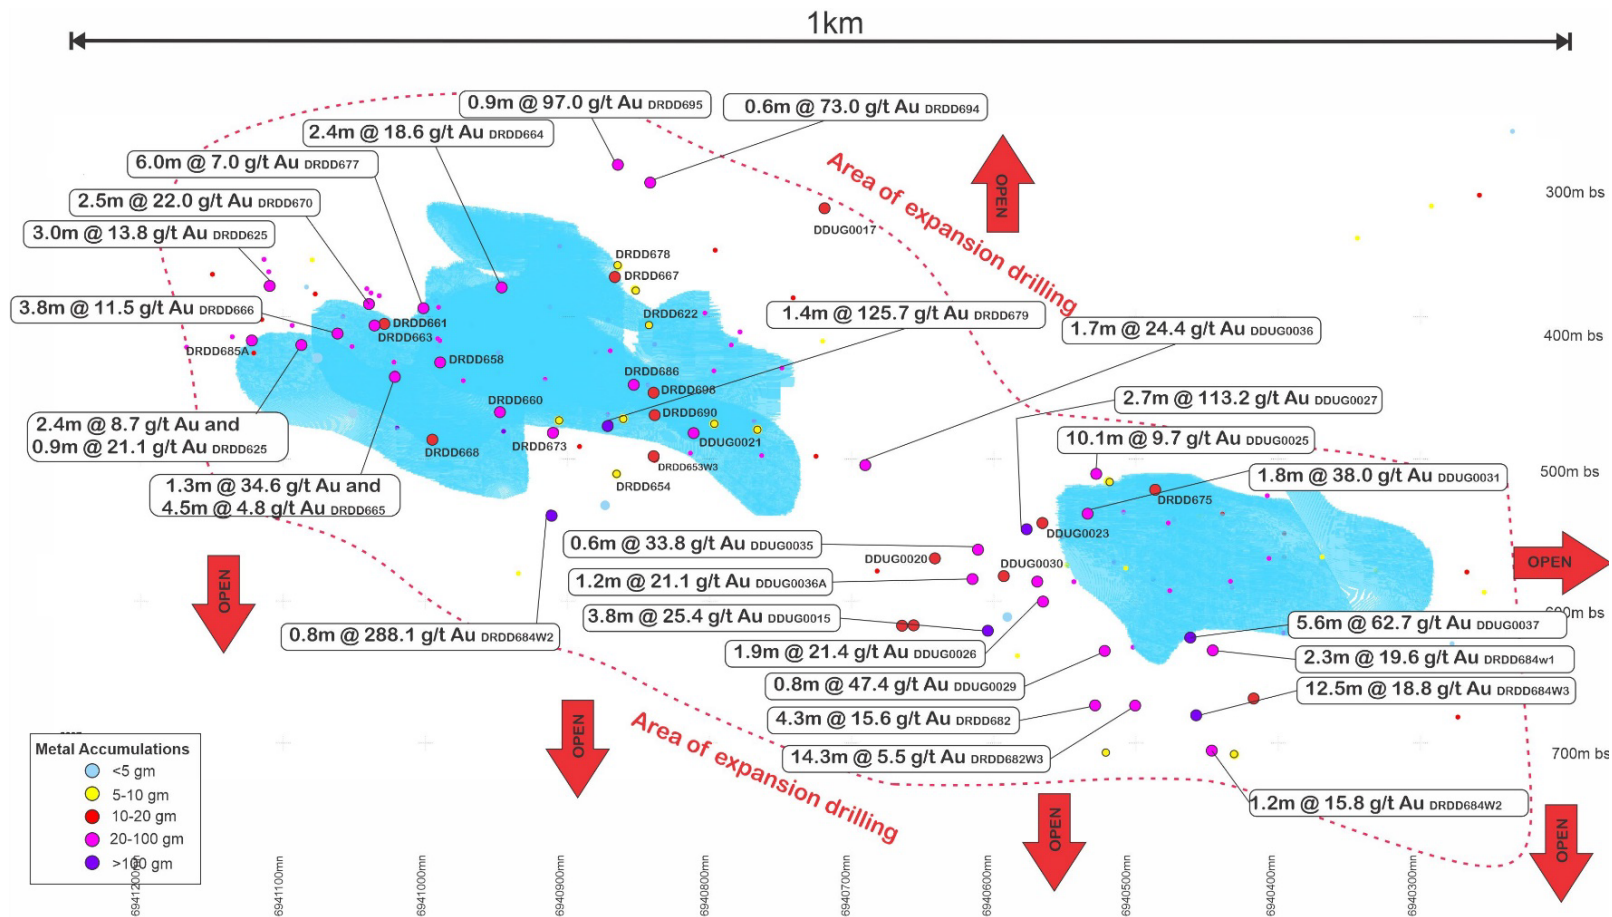 1km
0.9m @ 97.0 g/t Au DRDD695
0.6m @ 73.0 g/t Au DRDD694
2.4m @ 18.6 g/t Au DRDD664
6.0m @ 7.0 g/t Au DRDD677
2.5m @ 22.0 g/t Au DRDD670
3.0m @ 13.8 g/t Au DRDD625
3.8m @ 11.5 g/t Au DRDD666
Area of expansion drilling
OPEN
300m bs
DDUG0017
DRDD678
DRDD667
DRDD622
1.4m @ 125.7 g/t Au DRDD679
1.7m @ 24.4 g/t Au DDUG0036
400m bs
DRDD661
DRDD663
DRDD685A
DRDD658
DRDD686
DRDD696
DRDD690
DRDD660
DRDD673
DDUG0021
DRDD668
DRDD653W3
DRDD654
2.7m @ 113.2 g/t Au DDUG0027
10.1m @ 9.7 g/t Au DDUG0025
500m bs
1.8m @ 38.0 g/t Au DDUG0031
2.4m @ 8.7 g/t Au and
0.9m @ 21.1 g/t Au DRDD625
1.3m @ 34.6 g/t Au and
4.5m @ 4.8 g/t Au DRDD665
DRDD675
DDUG0023
0.6m @ 33.8 g/t Au DDUG0035
DDUG0020
DDUG0030
OPEN
OPEN
1.2m @ 21.1 g/t Au DDUG0036A
600m bs
3.8m @ 25.4 g/t Au DDUG0015
0.8m @ 288.1 g/t Au DRDD684W2
5.6m @ 62.7 g/t Au DDUG0037
1.9m @ 21.4 g/t Au DDUG0026
2.3m @ 19.6 g/t Au DRDD684w1
0.8m @ 47.4 g/t Au DDUG0029
12.5m @ 18.8 g/t Au DRDD684W3
4.3m @ 15.6 g/t Au DRDD682
Area of expansion drilling
OPEN
14.3m @ 5.5 g/t Au DRDD682W3
700m bs
1.2m @ 15.8 g/t Au DRDD684W2
OPEN
OPEN
Metal Accumulations
<5 gm
5-10 gm
10-20 gm
20-100 gm
>100 gm
6941200mn
6941100mn
6941000mn
6940900mn
6940800mn
6940700mn
6940600mn
6940500mn
6940400mn
6940300mn